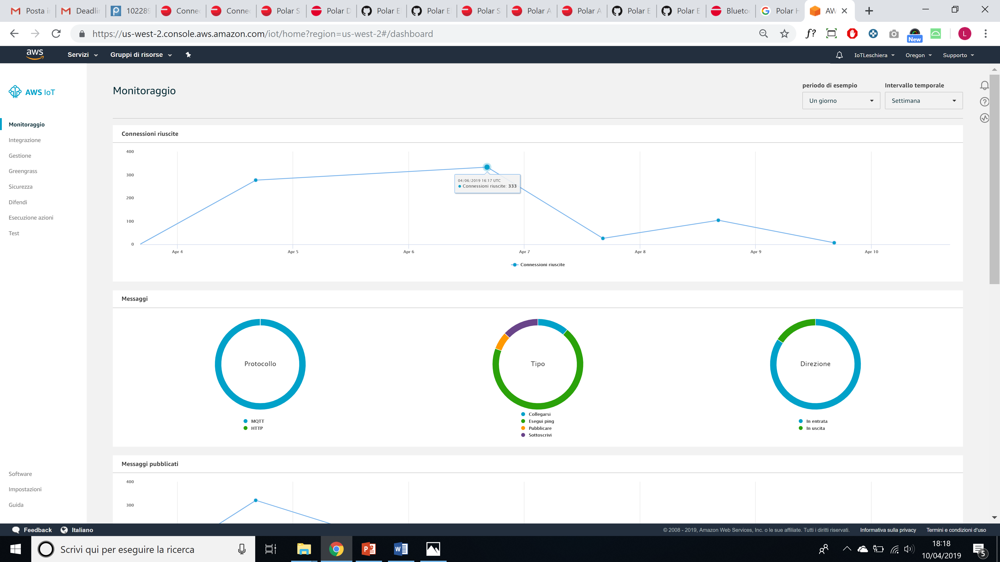 Posta i
Deadlin
102289
Connec
Connec
Polar S
Polar D
Polar E
Polar E
Polar S
Polar A
Polar A
Polar E
Polar E
Blueto
Polar H
AW
https://us-west-2.console.aws.amazon.com/iot/home?region=us-west-2#/dashboard
f?
New
L
aws
Servizi
Gruppi di risorse
IoTLeschiera
Oregon
Supporto
AWS IoT
Monitoraggio
Integrazione
Gestione
Greengrass
Sicurezza
Difendi
Esecuzione azioni
Test
Software
Impostazioni
Guida
Monitoraggio
periodo di esempio
Un giorno
Intervallo temporale
Settimana
Connessioni riuscite
400
300
200
100
0
04/06/2019 16:17 UTC
Connessioni riuscite: 333
Apr 4
Apr 5
Apr 6
Apr 7
Apr 8
Apr 9
Apr 10
Connessioni riuscite
Messaggi
Protocollo
MQTT
HTTP
Tipo
Collegarsi
Esegui ping
Pubblicare
Sottoscrivi
Direzione
In entrata
In uscita
Messaggi pubblicati
400
300
Feedback
Italiano
© 2008 - 2019, Amazon Web Services, Inc. o le sue affiliate. Tutti i diritti riservati.
Informativa sulla privacy
Termini e condizioni d'uso
Scrivi qui per eseguire la ricerca
18:18
10/04/2019
5